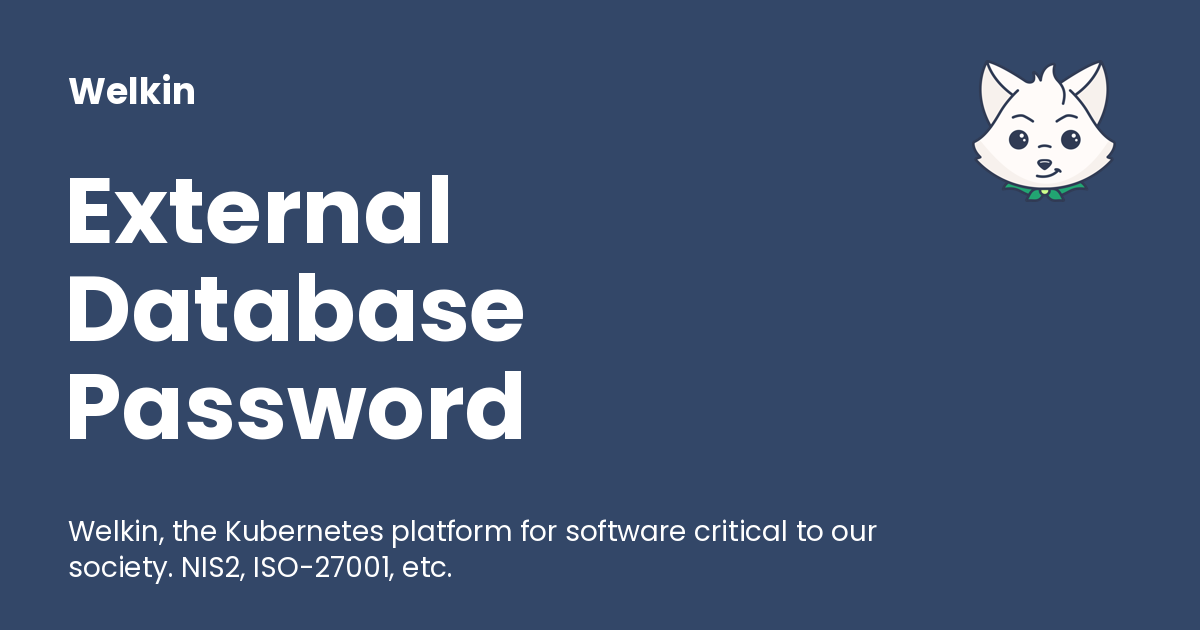 Welkin
External
Database
Password
Welkin, the Kubernetes platform for software critical to our
society. NIS2, ISO-27001, etc.